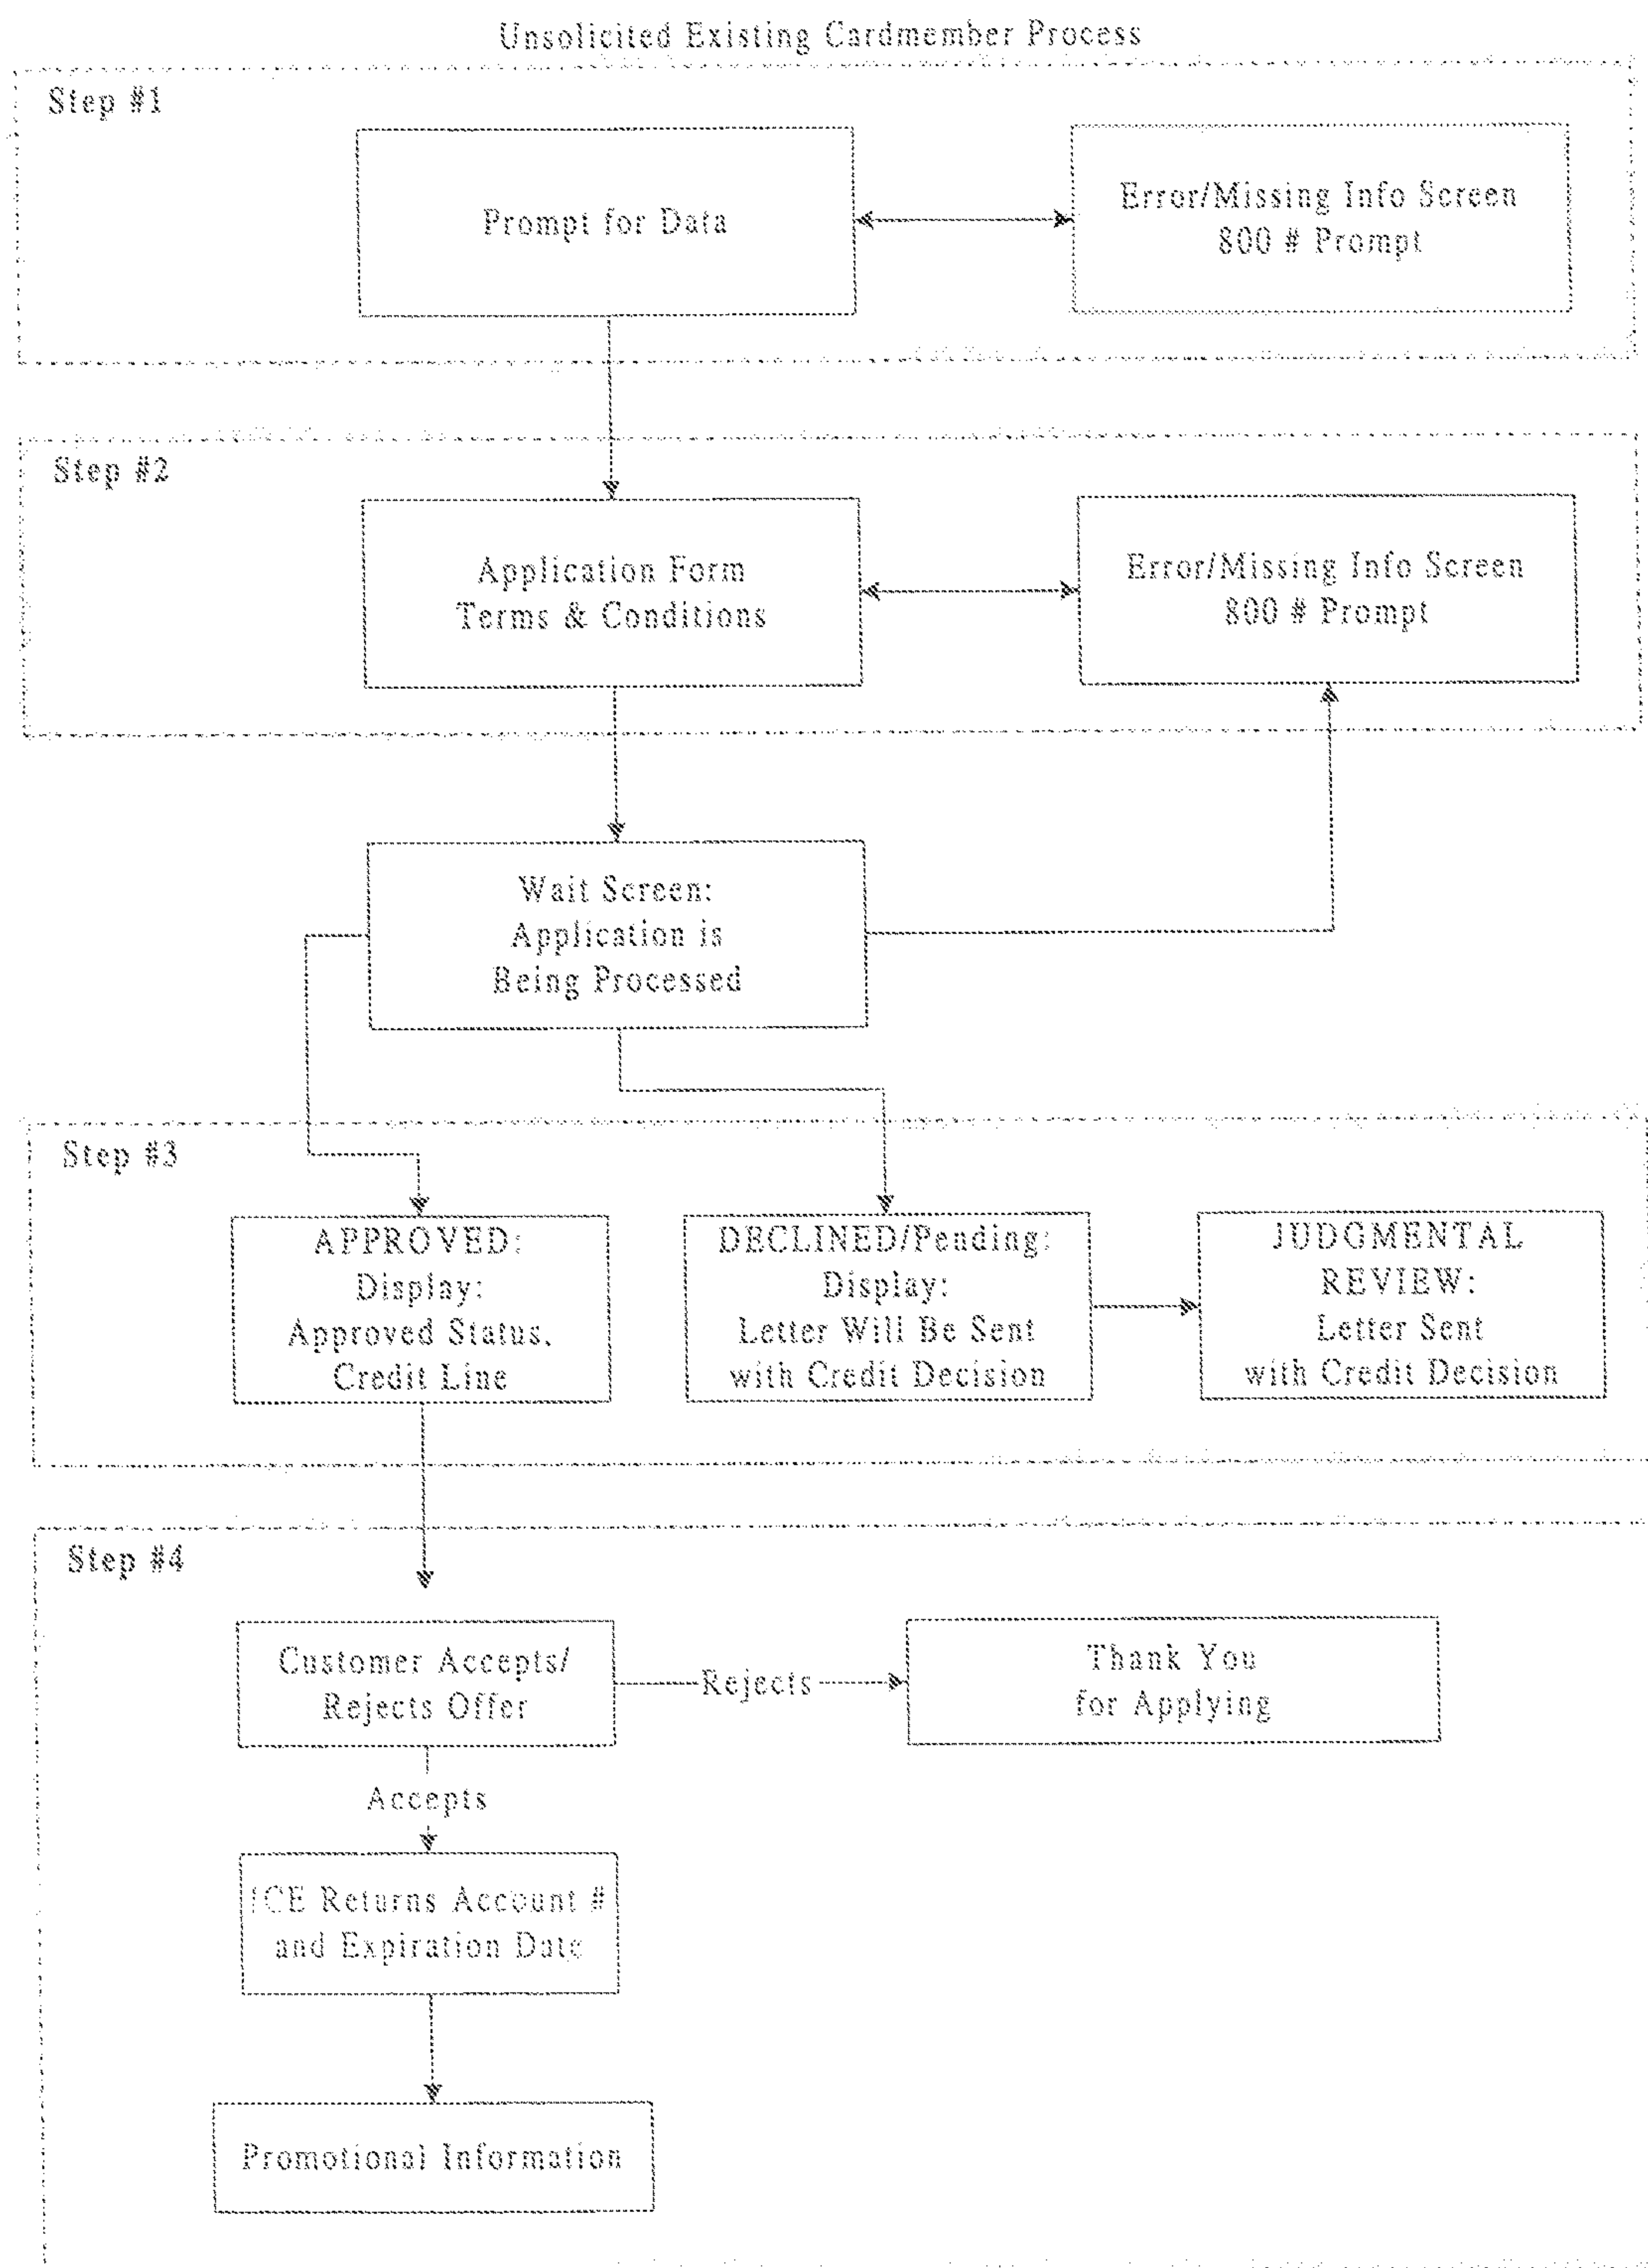 Unsolicited Existing Cardmember Process
Step #1
Prompt for Data
Error/Missing Info Screen
800 # Prompt
Step #2
Application Form
Terms & Conditions
Error/Missing Info Screen
800 # Prompt
Wait Screen:
Application is
Being Processed
Step #3
APPROVED:
Display:
Approved Status,
Credit Line
DECLINED/Pending:
Display:
Letter Will Be Sent
with Credit Decision
JUDGMENTAL
REVIEW:
Letter Sent
with Credit Decision
Step #4
Customer Accepts/
Rejects Offer
Rejects
Thank You
for Applying
Accepts
ICE Returns Account #
and Expiration Date
Promotional Information